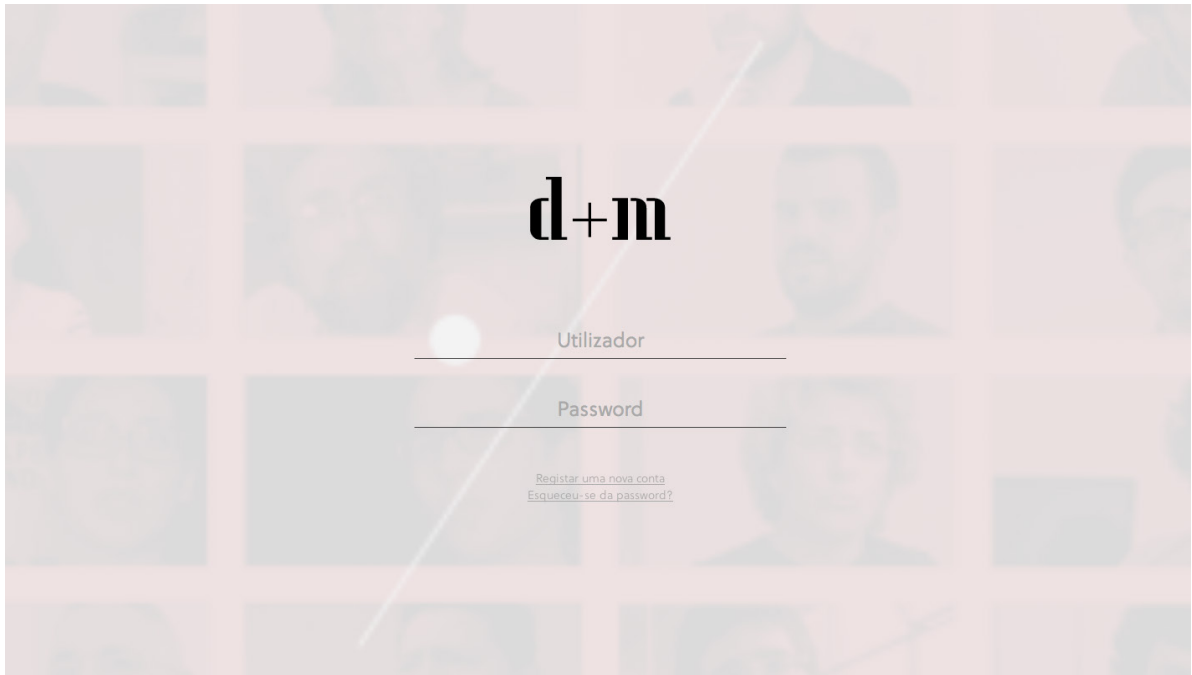 d+m
Utilizador
Password
Registar uma nova conta
Esqueceu-se da password?